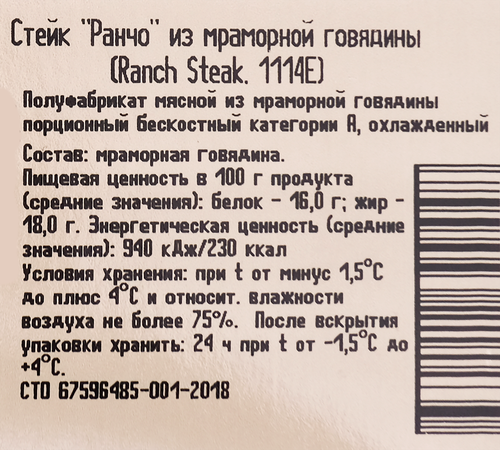 Стейк "Ранчо" из мраморной говядины
(Ranch Steak. 1114E)
Полуфабрикат мясной из мраморной говядины
порционный бескостный категории А, охлажденный
Состав: мраморная говядина.
Пищевая ценность в 100 г продукта
(средние значения): белок - 16,0 г; жир -
18,0 г. Энергетическая ценность (средние
значения): 940 кДж/230 ккал
Условия хранения: при t от минус 1,5°С
до плюс 4°С и относит. влажности
воздуха не более 75%. После вскрытия
упаковки хранить: 24 ч при t от -1,5°С до
+4°С.
СТО 67596485-001-2018